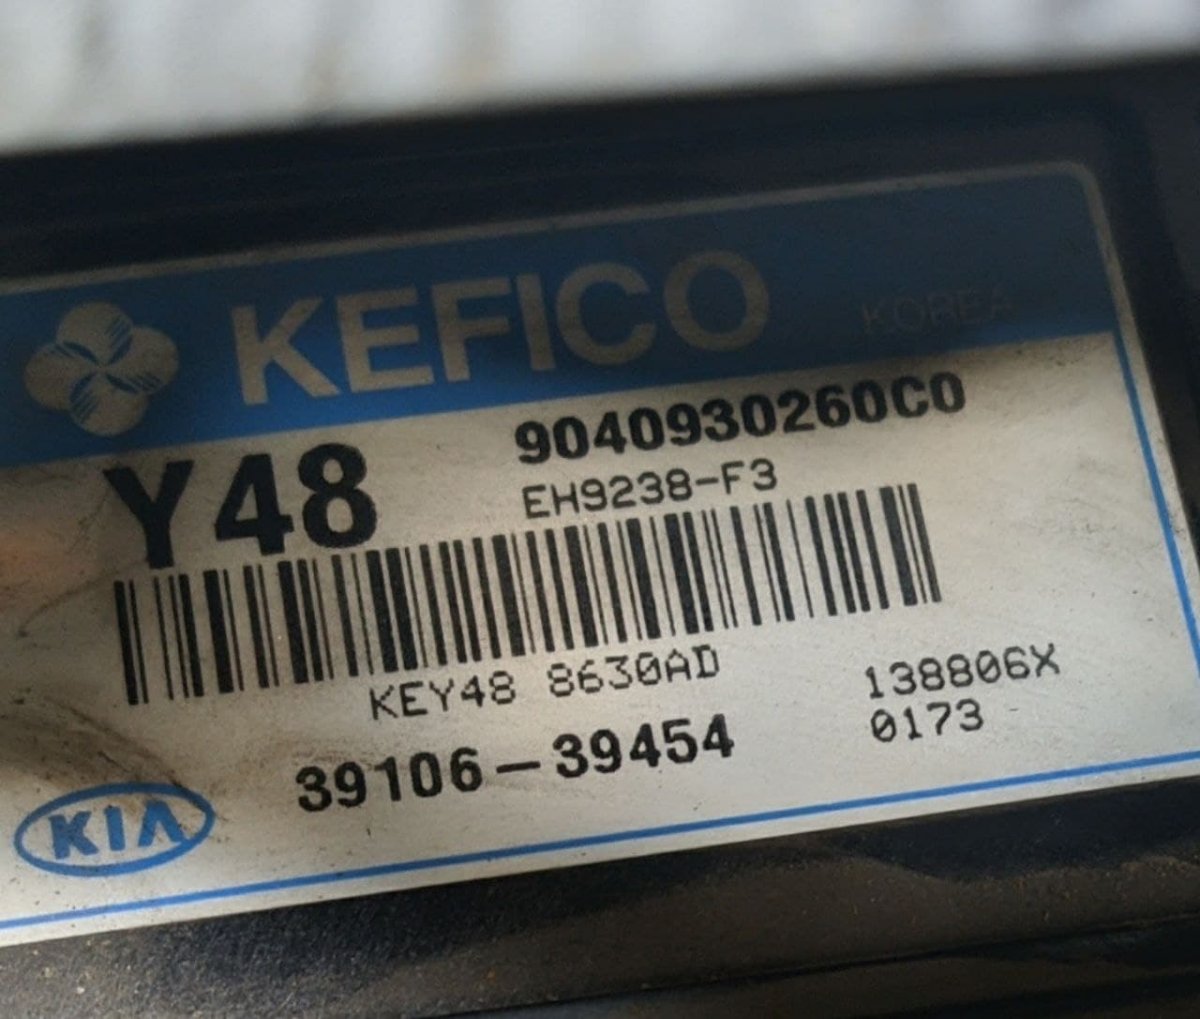 KEFICO KOREA
Y48 9040930260C0
EH9238-F3
KEY48 8630AD
138806X
39106-39454
0173
KIA